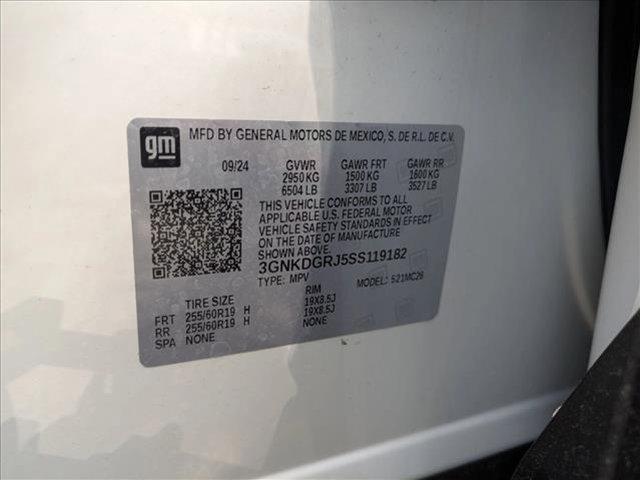 gm
MFD BY GENERAL MOTORS DE MEXICO, S. DE R.L. DE C.V.
09/24 GVWR GAWR FRT GAWR RR
2950 KG 1500 KG 1600 KG
6504 LB 3307 LB 3527 LB
THIS VEHICLE CONFORMS TO ALL
APPLICABLE U.S. FEDERAL MOTOR
VEHICLE SAFETY STANDARDS IN EFFECT
ON THE DATE OF MANUFACTURE SHOWN ABOVE.
3GNKDGRJ5SS119182
TYPE: MPV MODEL: 521MC26
TIRE SIZE RIM
FRT 255/60R19 H 19X8.5J
RR 255/60R19 H 19X8.5J
SPA NONE NONE